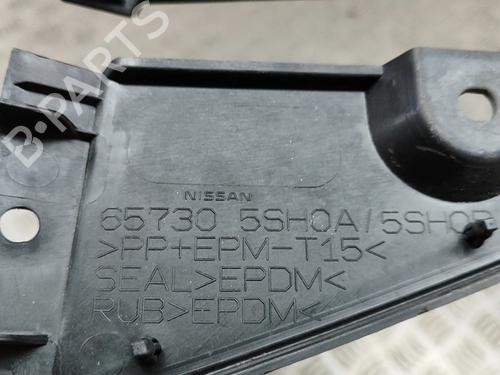 B-PARTS
NISSAN
65730 5SH0A/5SH0B
>PP+EPM-T15<
SEAL>EPDM<
RUB>EPDM<